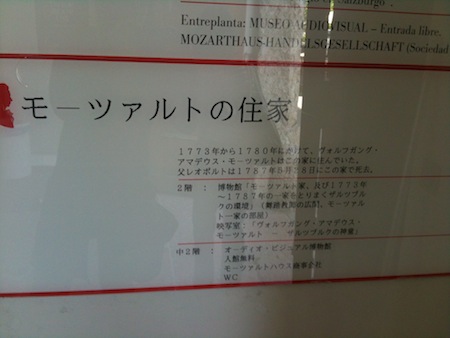 Entreplanta: MUSEO AUDIOVISUAL – Entrada libre.
MOZARTHAUS-HANDELSGESELLSCHAFT (Sociedad
モーツァルトの住家
1773年から1780年にかけて、ヴォルフガング・
アマデウス・モーツァルトはこの家に住んでいた。
父レオポルトは1787年5月28日にこの家で死去。
2階： 博物館「モーツァルト家、及び1773年
～1787年の一家をとりまくザルツブ
ルクの環境」（舞踏教師の広間、モーツァル
ト一家の部屋）
映写室：「ヴォルフガング・アマデウス・
モーツァルト － ザルツブルクの神童」
中2階： オーディオ・ビジュアル博物館
入館無料
モーツァルトハウス商事会社
WC